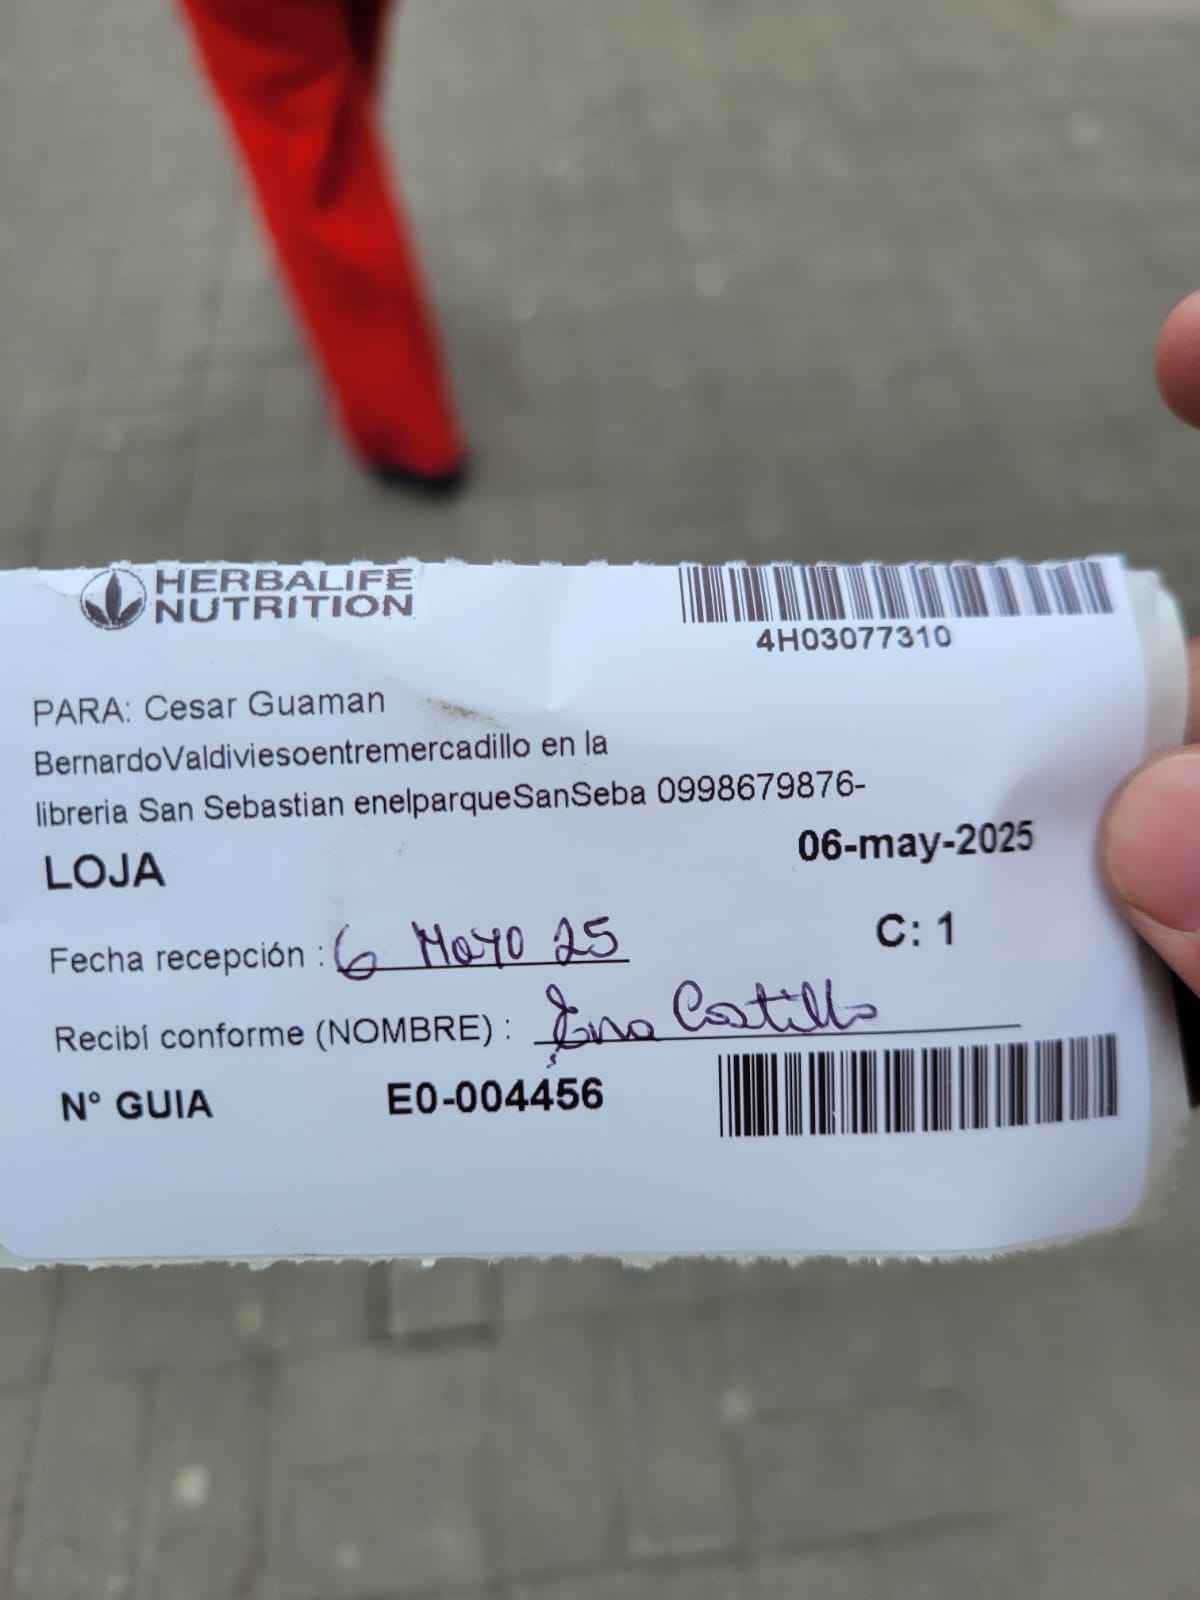 HERBALIFE
NUTRITION
4H03077310
PARA: Cesar Guaman
BernardoValdiviesoentremercadillo en la
libreria San Sebastian enelparqueSanSeba 0998679876-
LOJA
06-may-2025
Fecha recepción : 6 Mayo 25
C: 1
Recibí conforme (NOMBRE) : Castillo
N° GUIA E0-004456